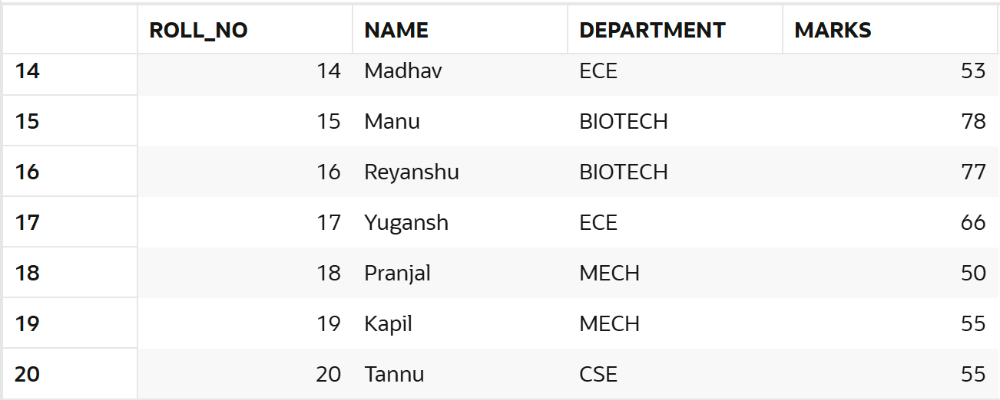 ROLL_NO NAME DEPARTMENT MARKS
14 14 Madhav ECE 53
15 15 Manu BIOTECH 78
16 16 Reyanshu BIOTECH 77
17 17 Yugansh ECE 66
18 18 Pranjal MECH 50
19 19 Kapil MECH 55
20 20 Tannu CSE 55